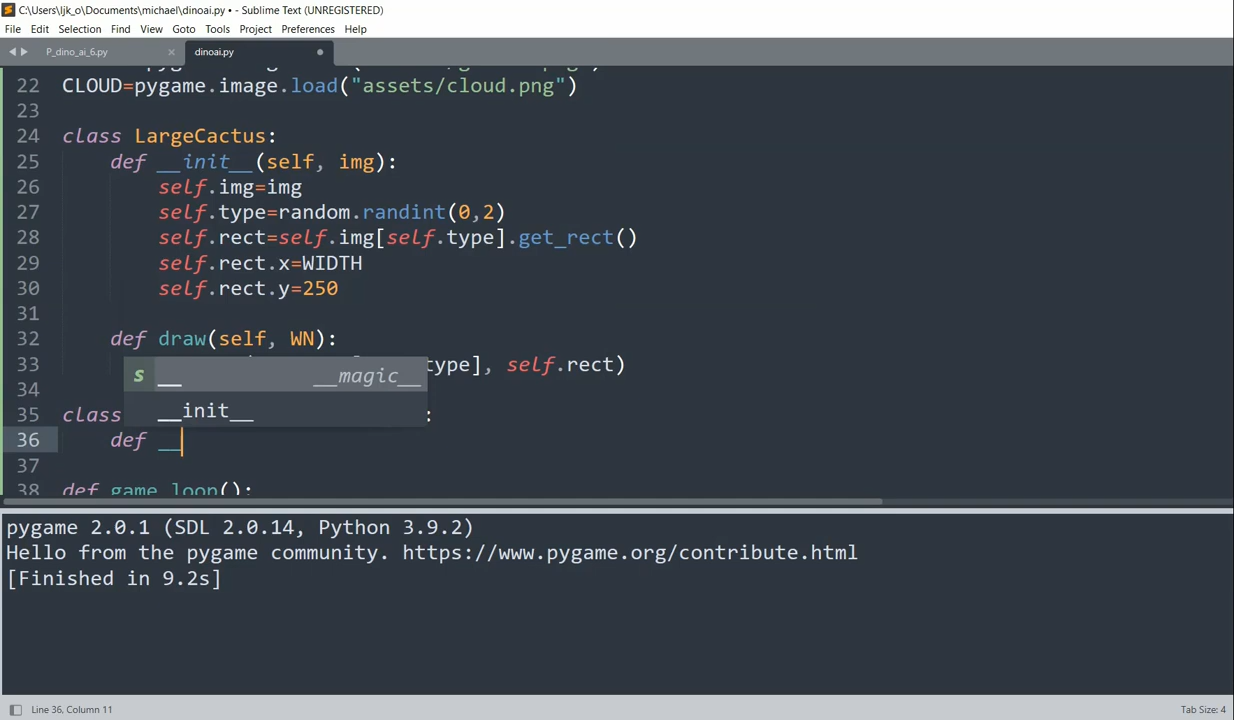 C:\Users\ljk_o\Documents\michael\dinoai.py • - Sublime Text (UNREGISTERED)
File Edit Selection Find View Goto Tools Project Preferences Help
P_dino_ai_6.py dinoai.py
22 CLOUD=pygame.image.load("assets/cloud.png")
23
24 class LargeCactus:
25 def __init__(self, img):
26 self.img=img
27 self.type=random.randint(0,2)
28 self.rect=self.img[self.type].get_rect()
29 self.rect.x=WIDTH
30 self.rect.y=250
31
32 def draw(self, WN):
33 type], self.rect)
34
__ __magic__
35 class :
__init__
36 def __
37
38 def game_loop():
pygame 2.0.1 (SDL 2.0.14, Python 3.9.2)
Hello from the pygame community. https://www.pygame.org/contribute.html
[Finished in 9.2s]
Line 36, Column 11 Tab Size: 4